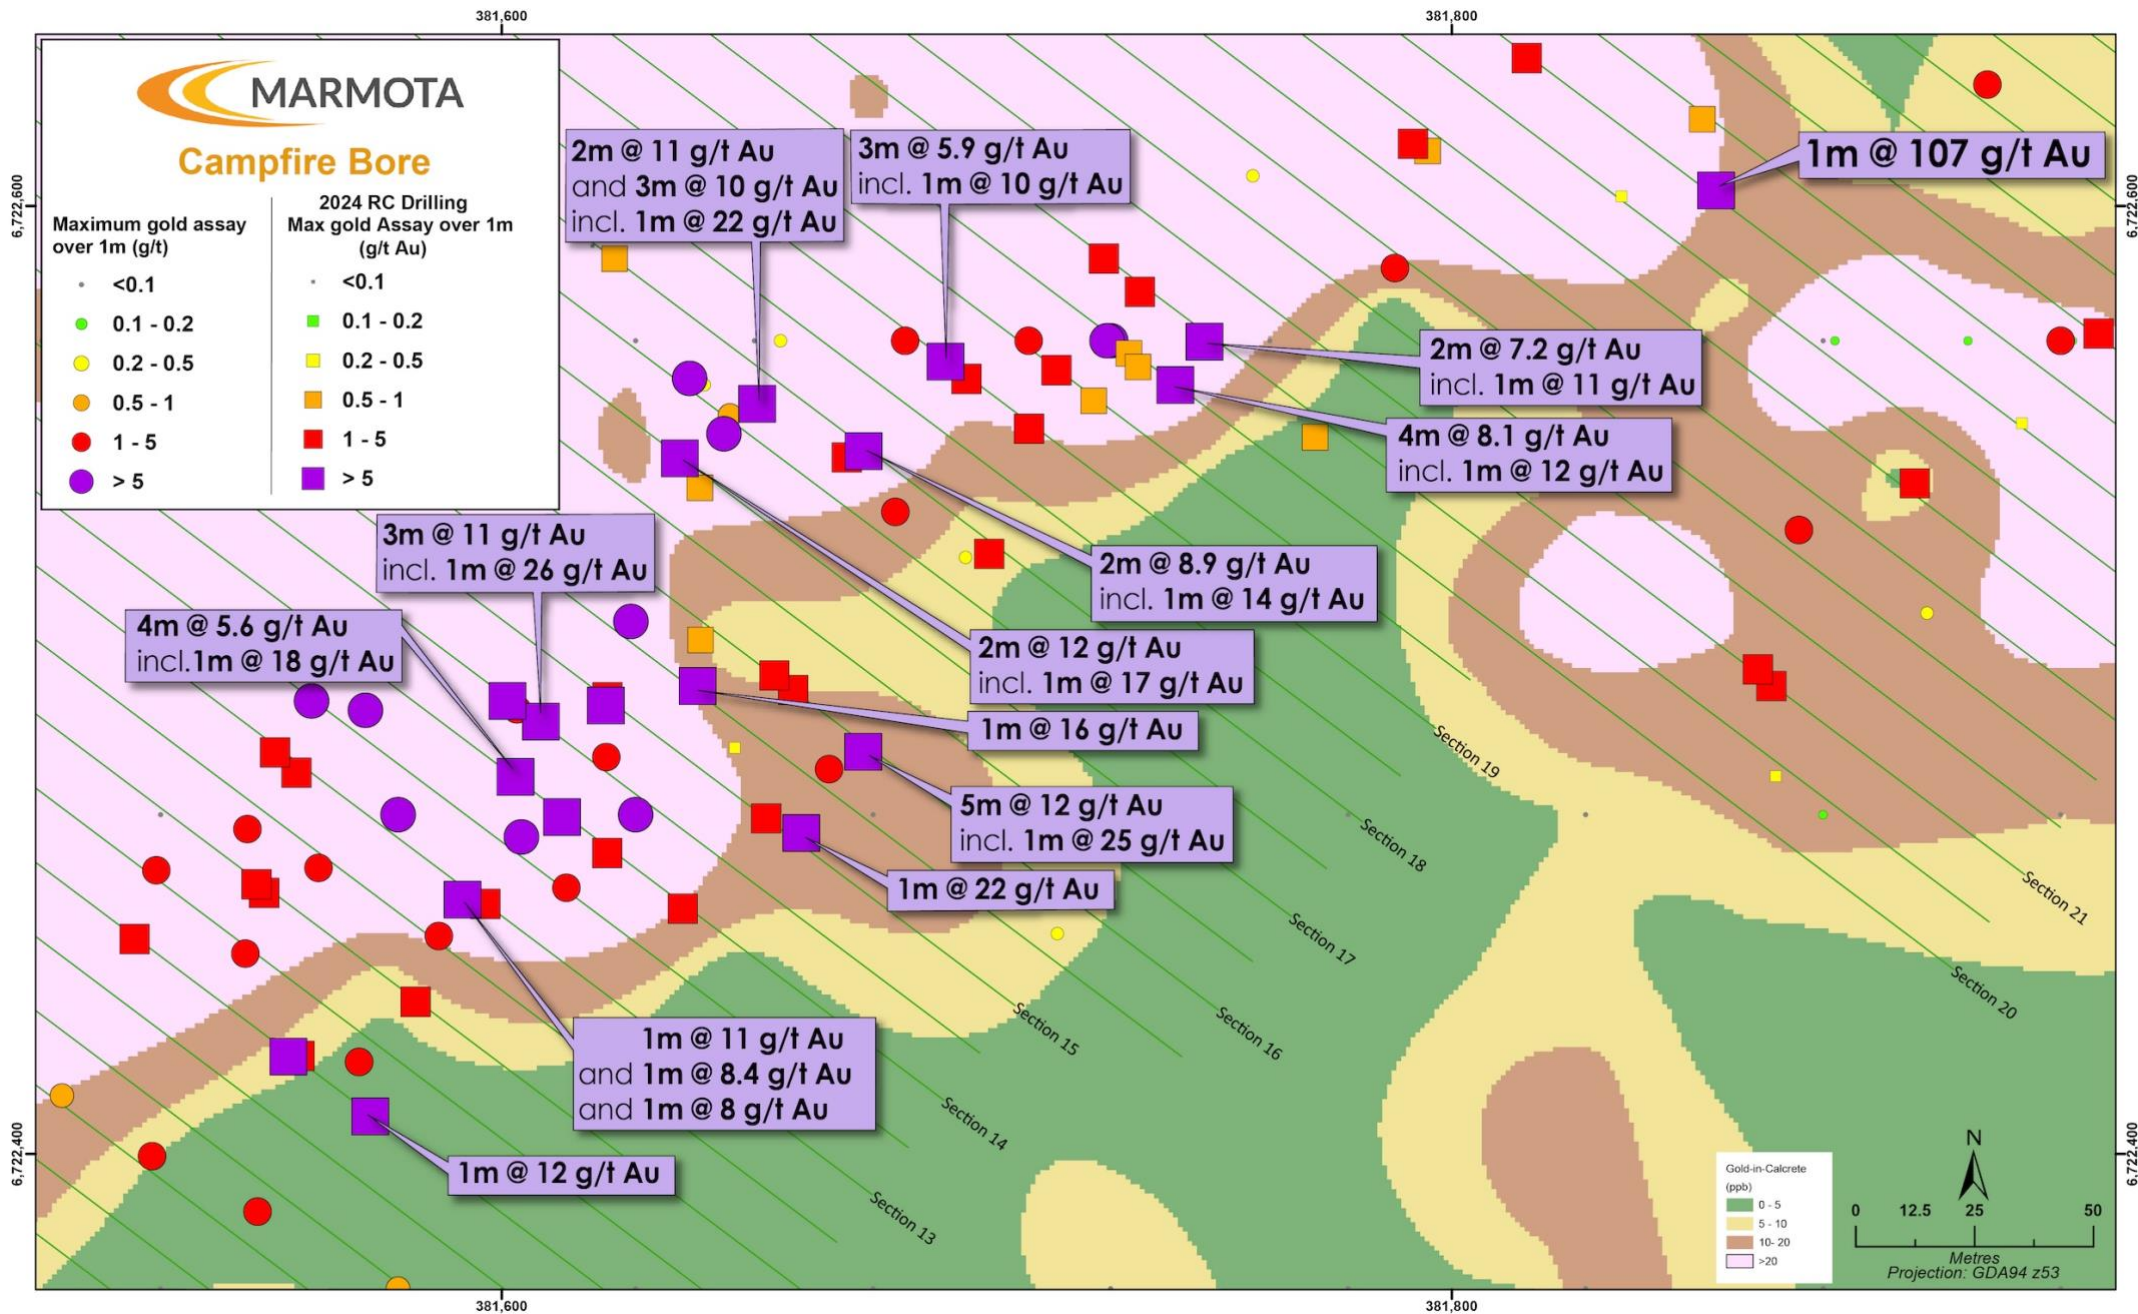 381,600
381,800
MARMOTA
Campfire Bore
Maximum gold assay
over 1m (g/t)
<0.1
0.1 - 0.2
0.2 - 0.5
0.5 - 1
1 - 5
> 5
2024 RC Drilling
Max gold Assay over 1m
(g/t Au)
<0.1
0.1 - 0.2
0.2 - 0.5
0.5 - 1
1 - 5
> 5
6,722,600
6,722,600
2m @ 11 g/t Au
and 3m @ 10 g/t Au
incl. 1m @ 22 g/t Au
3m @ 5.9 g/t Au
incl. 1m @ 10 g/t Au
1m @ 107 g/t Au
2m @ 7.2 g/t Au
incl. 1m @ 11 g/t Au
4m @ 8.1 g/t Au
incl. 1m @ 12 g/t Au
3m @ 11 g/t Au
incl. 1m @ 26 g/t Au
2m @ 8.9 g/t Au
incl. 1m @ 14 g/t Au
4m @ 5.6 g/t Au
incl.1m @ 18 g/t Au
2m @ 12 g/t Au
incl. 1m @ 17 g/t Au
1m @ 16 g/t Au
5m @ 12 g/t Au
incl. 1m @ 25 g/t Au
1m @ 22 g/t Au
1m @ 11 g/t Au
and 1m @ 8.4 g/t Au
and 1m @ 8 g/t Au
1m @ 12 g/t Au
Section 19
Section 18
Section 21
Section 17
Section 20
Section 15
Section 16
Section 14
Section 13
6,722,400
6,722,400
Gold-in-Calcrete
(ppb)
0 - 5
5 - 10
10- 20
>20
N
0 12.5 25 50
Metres
Projection: GDA94 z53
381,600
381,800